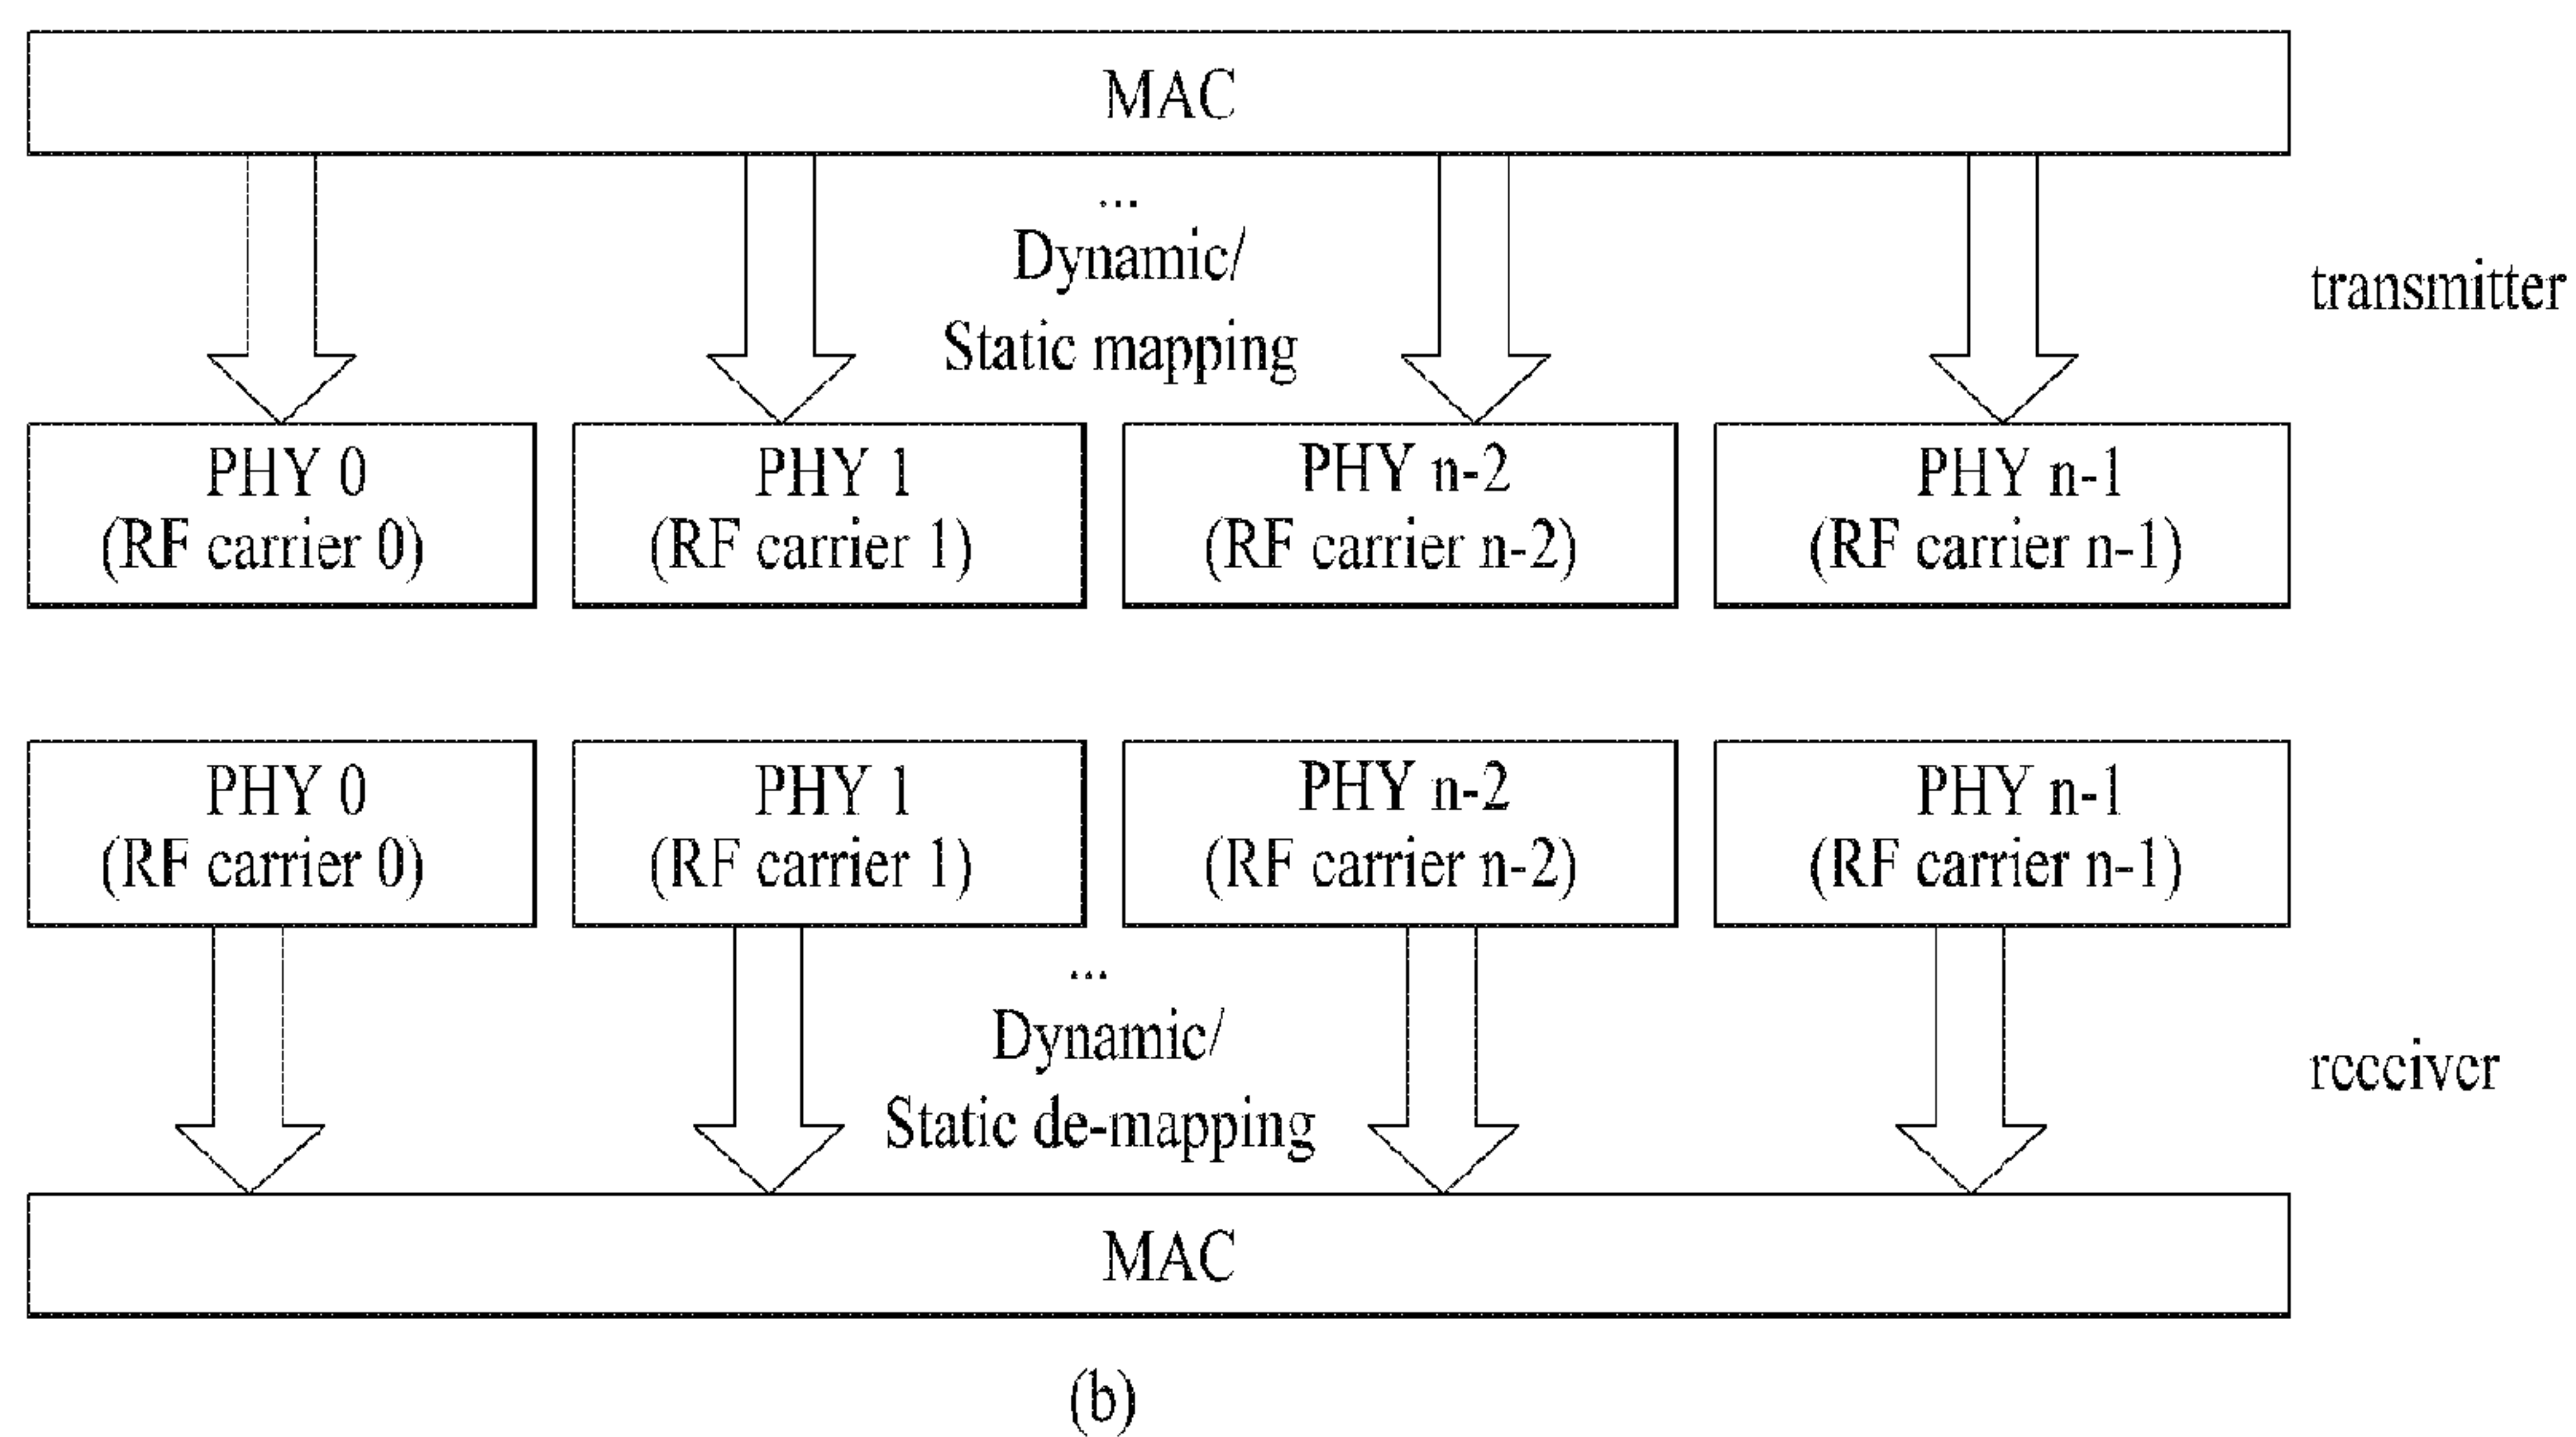 MAC
...
Dynamic/
Static mapping
transmitter
PHY 0
(RF carrier 0)
PHY 1
(RF carrier 1)
PHY n-2
(RF carrier n-2)
PHY n-1
(RF carrier n-1)
PHY 0
(RF carrier 0)
PHY 1
(RF carrier 1)
PHY n-2
(RF carrier n-2)
PHY n-1
(RF carrier n-1)
...
Dynamic/
Static de-mapping
receiver
MAC
(b)